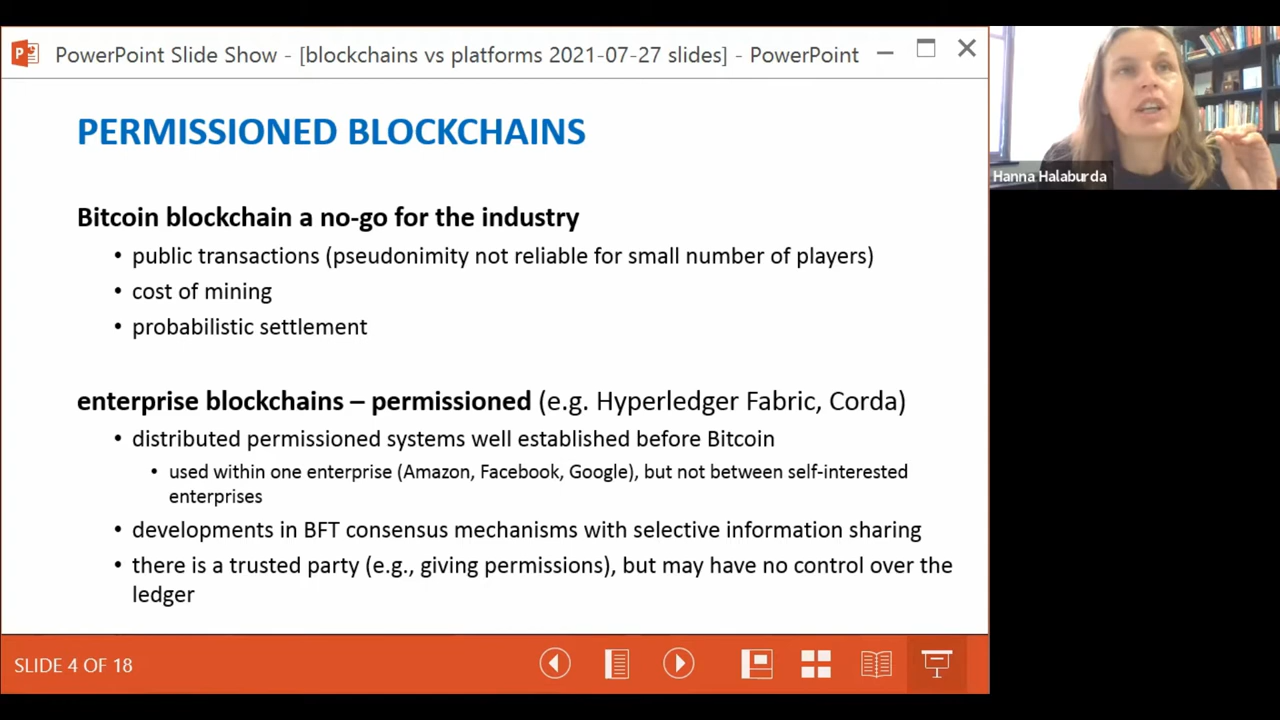 PowerPoint Slide Show - [blockchains vs platforms 2021-07-27 slides] - PowerPoint
PERMISSIONED BLOCKCHAINS
Hanna Halaburda
Bitcoin blockchain a no-go for the industry
• public transactions (pseudonimity not reliable for small number of players)
• cost of mining
• probabilistic settlement
enterprise blockchains – permissioned (e.g. Hyperledger Fabric, Corda)
• distributed permissioned systems well established before Bitcoin
• used within one enterprise (Amazon, Facebook, Google), but not between self-interested
enterprises
• developments in BFT consensus mechanisms with selective information sharing
• there is a trusted party (e.g., giving permissions), but may have no control over the
ledger
SLIDE 4 OF 18